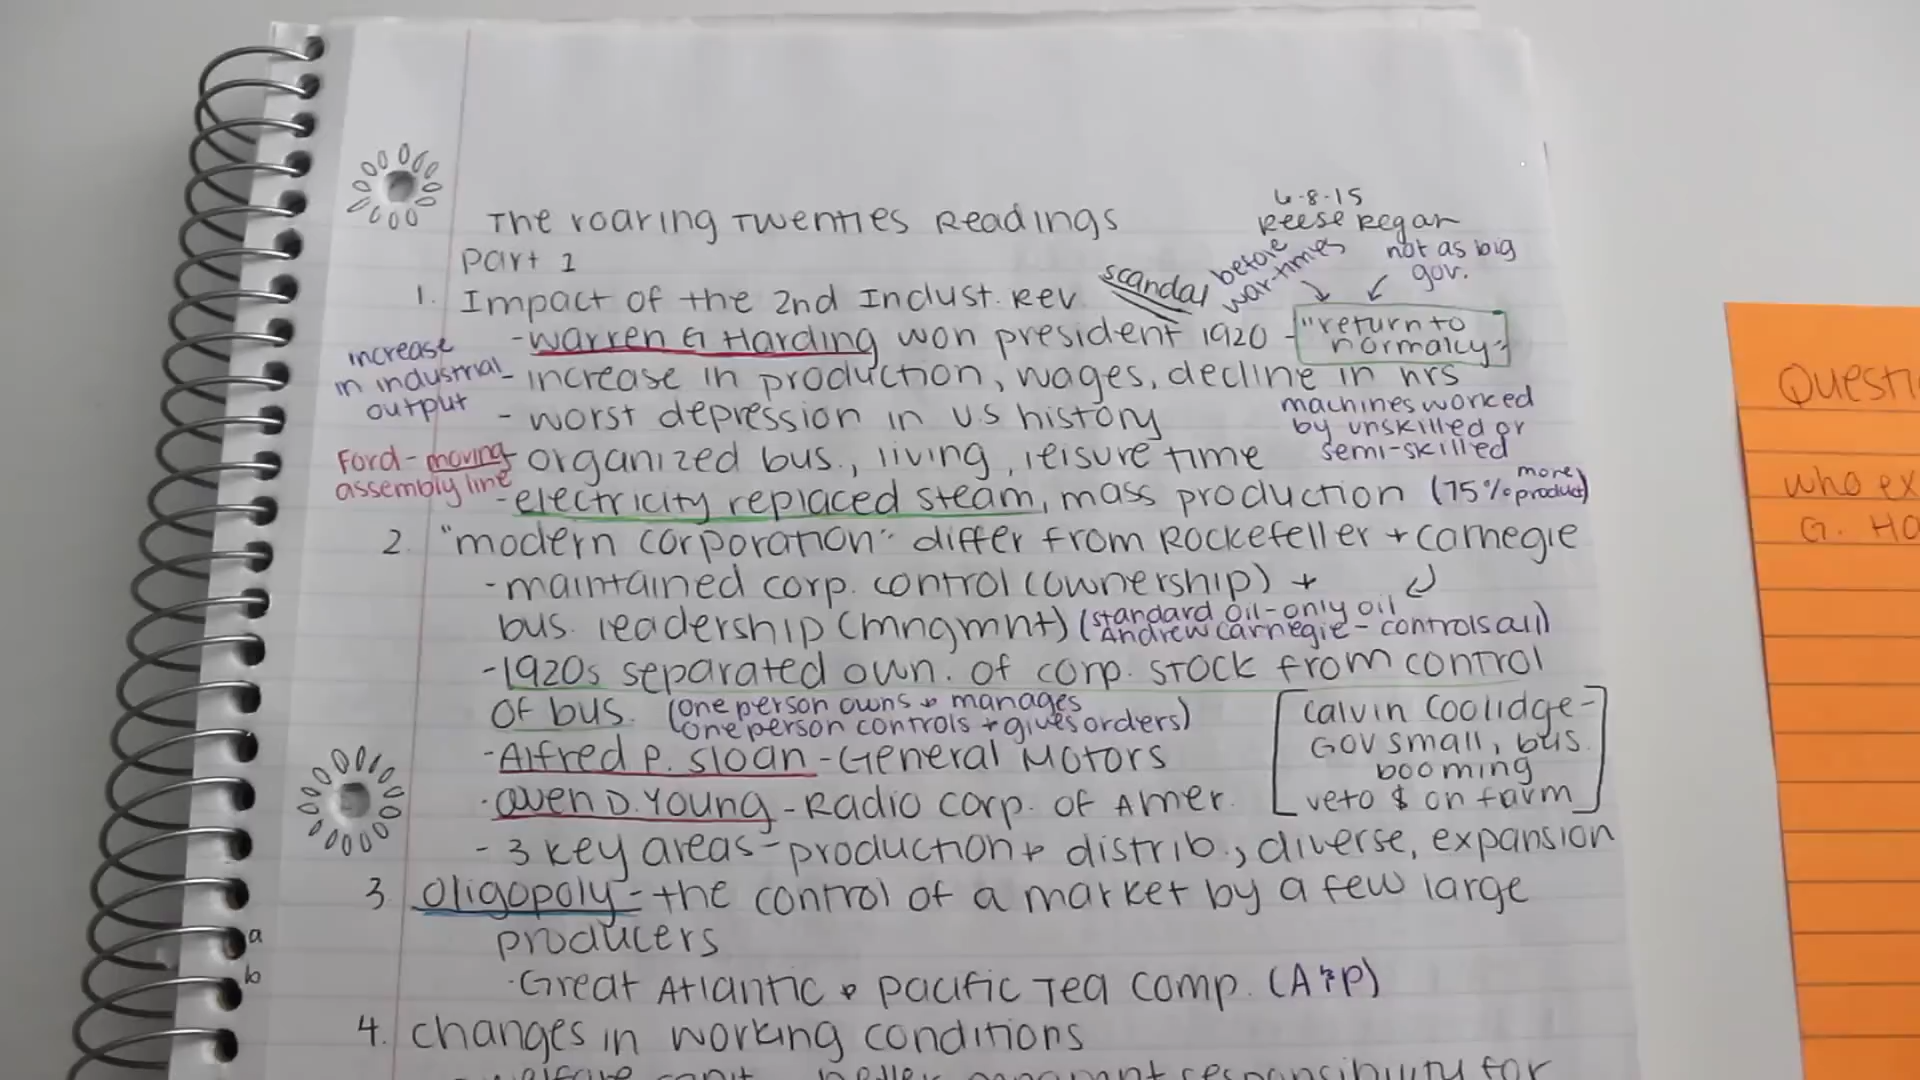 6-8-15
The roaring Twenties Readings
Reese Regan
Part 1
before war-times
not as big gov.
scandal
1. Impact of the 2nd Indust. Rev.
- Warren G Harding won president 1920 - "return to normalcy"
increase in industrial output
- increase in production, wages, decline in hrs
- worst depression in US history
machines worked by unskilled or semi-skilled
Ford - moving assembly line
- organized bus., living, leisure time
- electricity replaced steam, mass production (75% more product)
2. "modern corporation" differ from Rockefeller + Carnegie
- maintained corp. control (ownership) +
bus. leadership (mngmnt) (standard oil - only oil
Andrew Carnegie - controls all)
- 1920s separated own. of corp. stock from control
of bus. (one person owns + manages
(one person controls + gives orders)
[Calvin Coolidge -
Gov small, bus.
booming
veto $ on farm]
- Alfred P. Sloan - General Motors
- Owen D. Young - Radio Corp. of Amer.
- 3 key areas - production + distrib., diverse, expansion
3. Oligopoly - the control of a market by a few large
producers
a
b
- Great Atlantic + Pacific Tea Comp. (A+P)
4. changes in working conditions
responsibility for
Questi
who ex
G. Ho